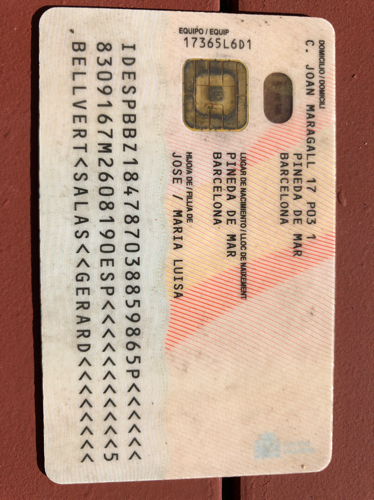 EQUIPO / EQUIP
17365L6D1
DOMICILIO / DOMICILI
C. JOAN MARAGALL 17 P03 1
PINEDA DE MAR
BARCELONA
LUGAR DE NACIMIENTO / LLOC DE NAIXEMENT
PINEDA DE MAR
BARCELONA
HIJO/A DE / FILL/A DE
JOSE / MARIA LUISA
IDESPBBZ184787038859865P<<<<<<
8309167M2608190ESP<<<<<<<<<<<5
BELLVERT<SALAS<<GERARD<<<<<<<<